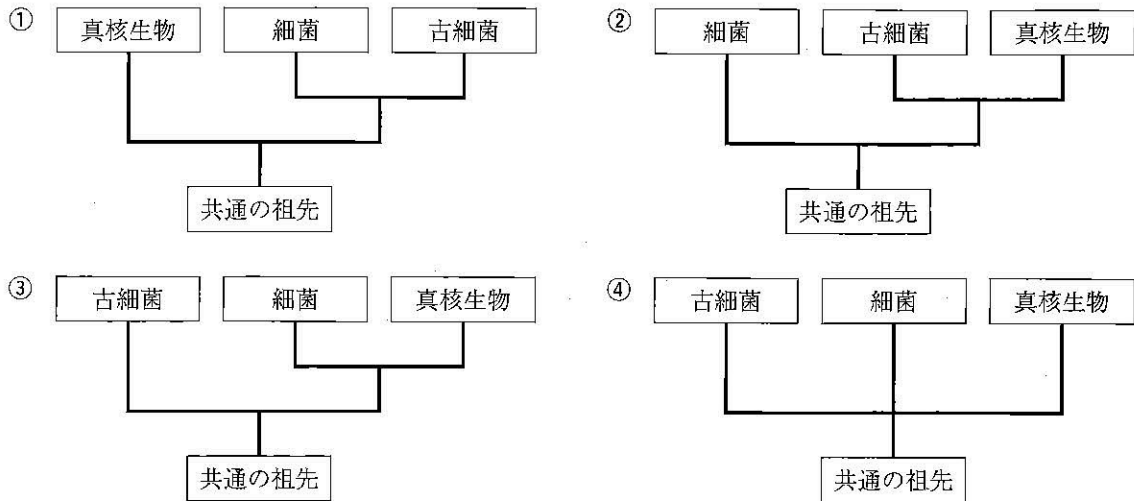 ① 真核生物 細菌 古細菌
共通の祖先
② 細菌 古細菌 真核生物
共通の祖先
③ 古細菌 細菌 真核生物
共通の祖先
④ 古細菌 細菌 真核生物
共通の祖先